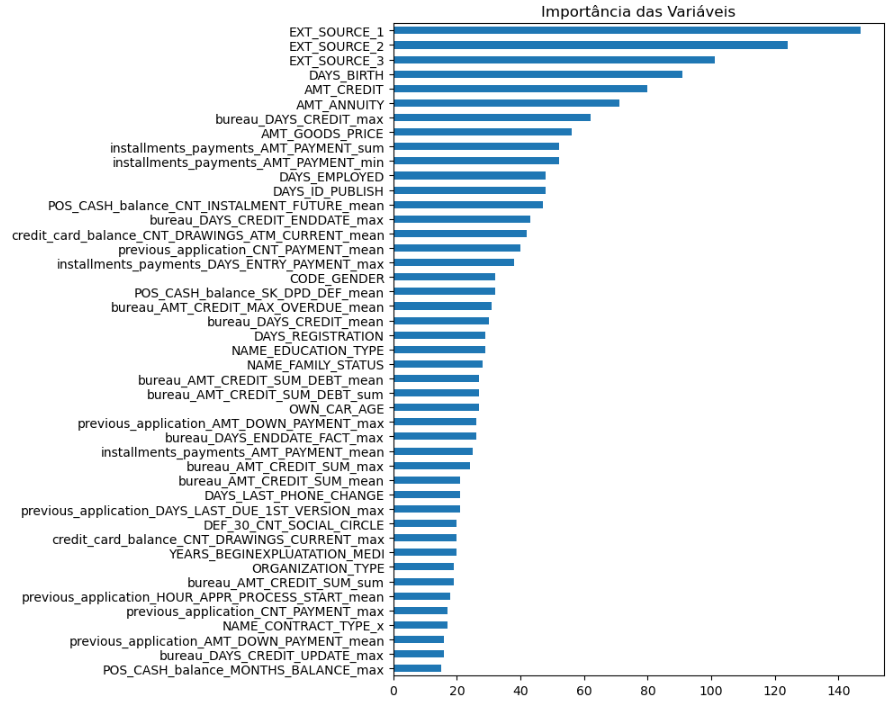 Importância das Variáveis
EXT_SOURCE_1
EXT_SOURCE_2
EXT_SOURCE_3
DAYS_BIRTH
AMT_CREDIT
AMT_ANNUITY
bureau_DAYS_CREDIT_max
AMT_GOODS_PRICE
installments_payments_AMT_PAYMENT_sum
installments_payments_AMT_PAYMENT_min
DAYS_EMPLOYED
DAYS_ID_PUBLISH
POS_CASH_balance_CNT_INSTALMENT_FUTURE_mean
bureau_DAYS_CREDIT_ENDDATE_max
credit_card_balance_CNT_DRAWINGS_ATM_CURRENT_mean
previous_application_CNT_PAYMENT_mean
installments_payments_DAYS_ENTRY_PAYMENT_max
CODE_GENDER
POS_CASH_balance_SK_DPD_DEF_mean
bureau_AMT_CREDIT_MAX_OVERDUE_mean
bureau_DAYS_CREDIT_mean
DAYS_REGISTRATION
NAME_EDUCATION_TYPE
NAME_FAMILY_STATUS
bureau_AMT_CREDIT_SUM_DEBT_mean
bureau_AMT_CREDIT_SUM_DEBT_sum
OWN_CAR_AGE
previous_application_AMT_DOWN_PAYMENT_max
bureau_DAYS_ENDDATE_FACT_max
installments_payments_AMT_PAYMENT_mean
bureau_AMT_CREDIT_SUM_max
bureau_AMT_CREDIT_SUM_mean
DAYS_LAST_PHONE_CHANGE
previous_application_DAYS_LAST_DUE_1ST_VERSION_max
DEF_30_CNT_SOCIAL_CIRCLE
credit_card_balance_CNT_DRAWINGS_CURRENT_max
YEARS_BEGINEXPLUATATION_MEDI
ORGANIZATION_TYPE
bureau_AMT_CREDIT_SUM_sum
previous_application_HOUR_APPR_PROCESS_START_mean
previous_application_CNT_PAYMENT_max
NAME_CONTRACT_TYPE_x
previous_application_AMT_DOWN_PAYMENT_mean
bureau_DAYS_CREDIT_UPDATE_max
POS_CASH_balance_MONTHS_BALANCE_max
0 20 40 60 80 100 120 140